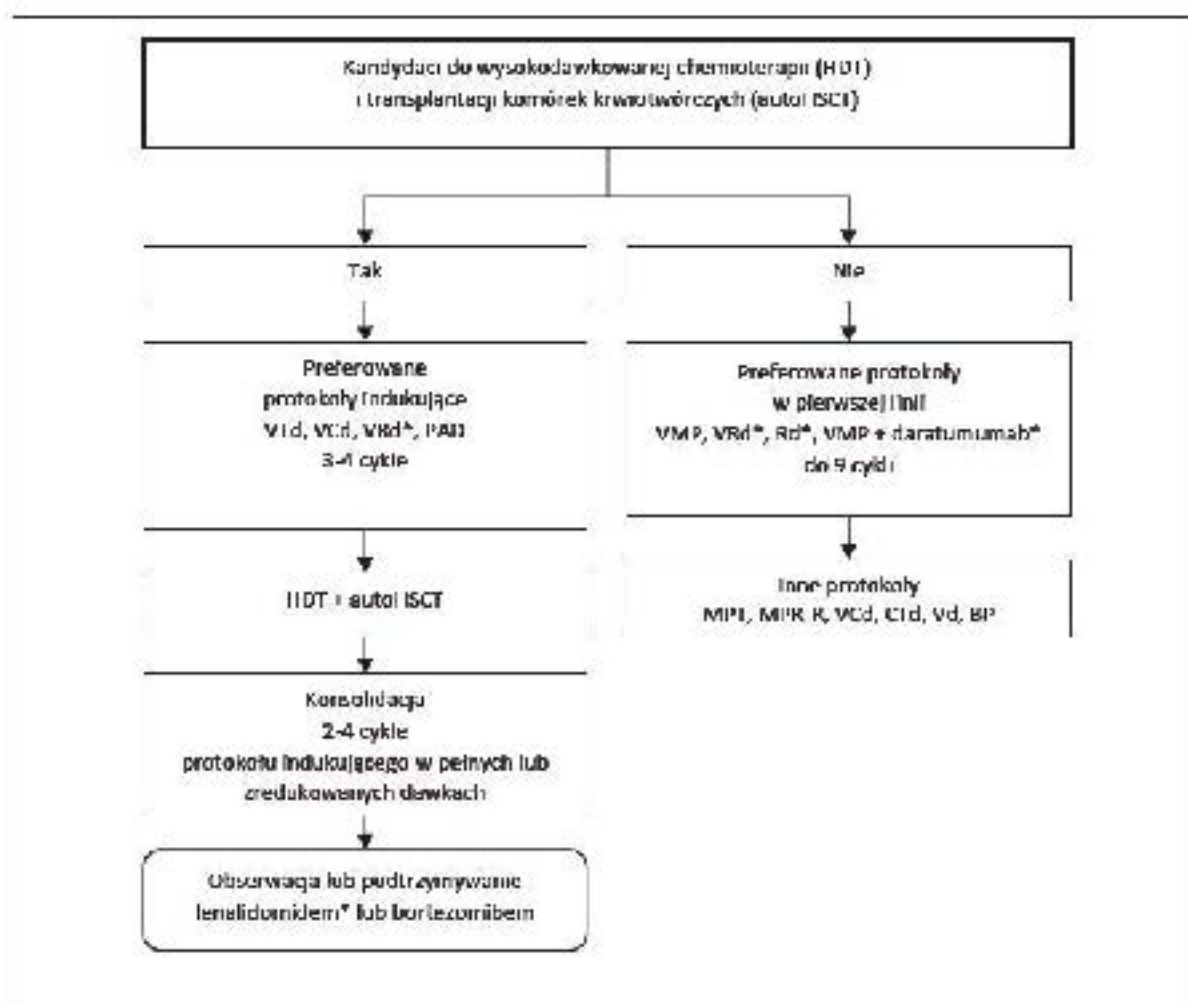 Kandydaci do wysokodawkowanej chemioterapii (HDT)
i transplantacji komórek krwiotwórczych (autoHSCT)
Tak
Nie
Preferowane
protokoły indukujące
VTd, VCd, VRd*, PAD
3-4 cykle
Preferowane protokoły
w pierwszej linii
VMP, VRd*, Rd*, VMP + daratumumab*
do 9 cykli
HDT + autoHSCT
Inne protokoły
MPT, MPR-R, VCd, CTd, Vd, BP
Konsolidacja
2-4 cykle
protokołu indukującego w pełnych lub
zredukowanych dawkach
Obserwacja lub podtrzymywanie
lenalidomidem* lub bortezomibem